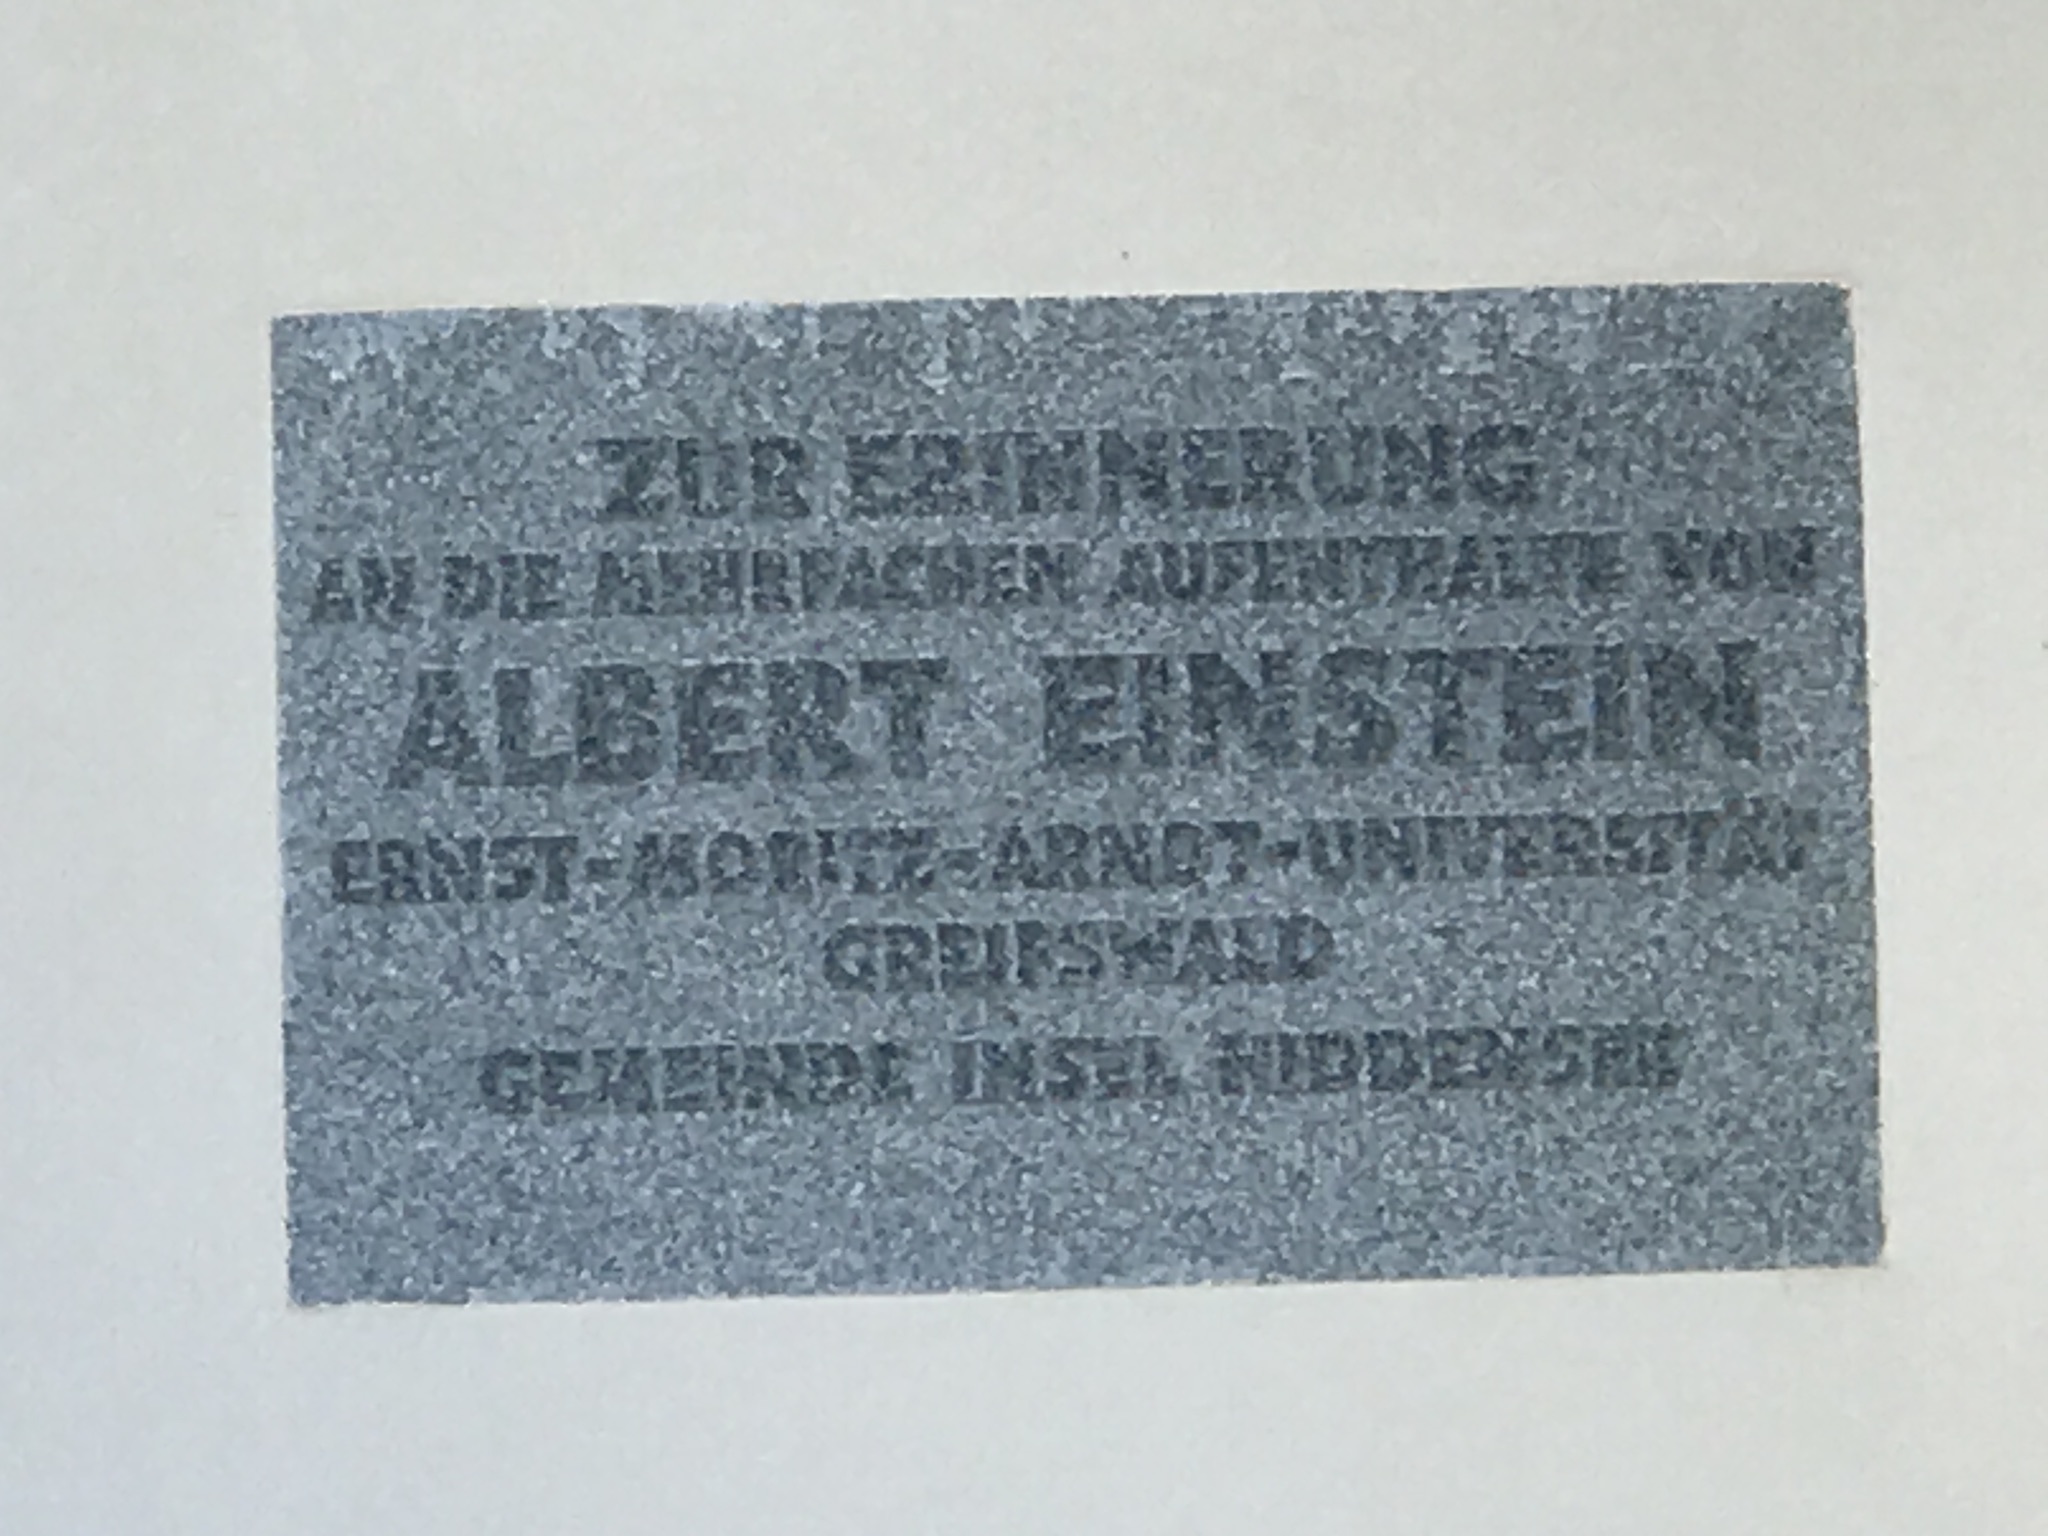 ZUR ERINNERUNG
AN DIE MEHRFACHEN AUFENTHALTE VON
ALBERT EINSTEIN
ERNST-MORITZ-ARNDT-UNIVERSITÄT
GREIFSWALD
GEMEINDE INSEL HIDDENSEE